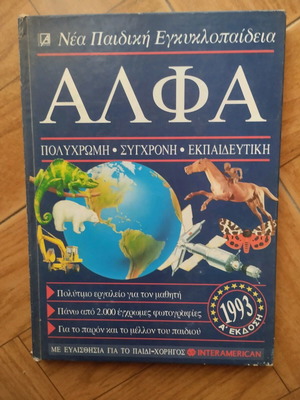 Νέα Παιδική Εγκυκλοπαίδεια
ΑΛΦΑ
ΠΟΛΥΧΡΩΜΗ • ΣΥΓΧΡΟΝΗ • ΕΚΠΑΙΔΕΥΤΙΚΗ
Πολύτιμο εργαλείο για τον μαθητή
Πάνω από 2.000 έγχρωμες φωτογραφίες
Για το παρόν και το μέλλον του παιδιού
1993
Α' ΕΚΔΟΣΗ
ΜΕ ΕΥΑΙΣΘΗΣΙΑ ΓΙΑ ΤΟ ΠΑΙΔΙ-ΧΟΡΗΓΟΣ INTERAMERICAN